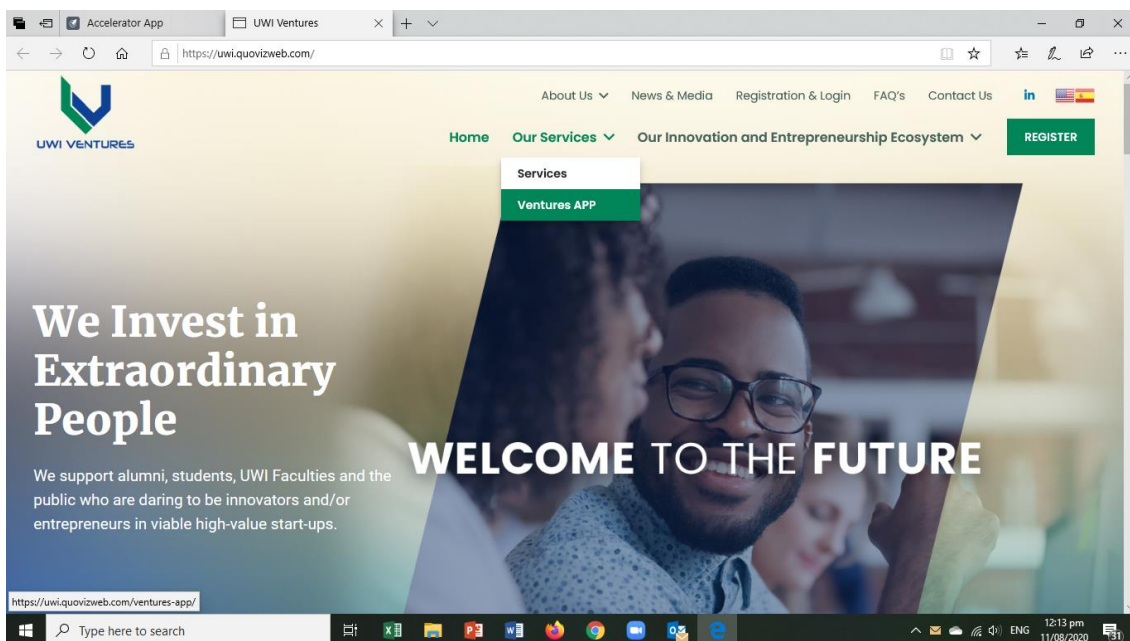 Accelerator App
UWI Ventures
https://uwi.quovizweb.com/
About Us
News & Media
Registration & Login
FAQ's
Contact Us
in
UWI VENTURES
Home
Our Services
Our Innovation and Entrepreneurship Ecosystem
REGISTER
Services
Ventures APP
We Invest in
Extraordinary
People
WELCOME TO THE FUTURE
We support alumni, students, UWI Faculties and the
public who are daring to be innovators and/or
entrepreneurs in viable high-value start-ups.
https://uwi.quovizweb.com/ventures-app/
Type here to search
ENG
12:13 pm
11/08/2020
31